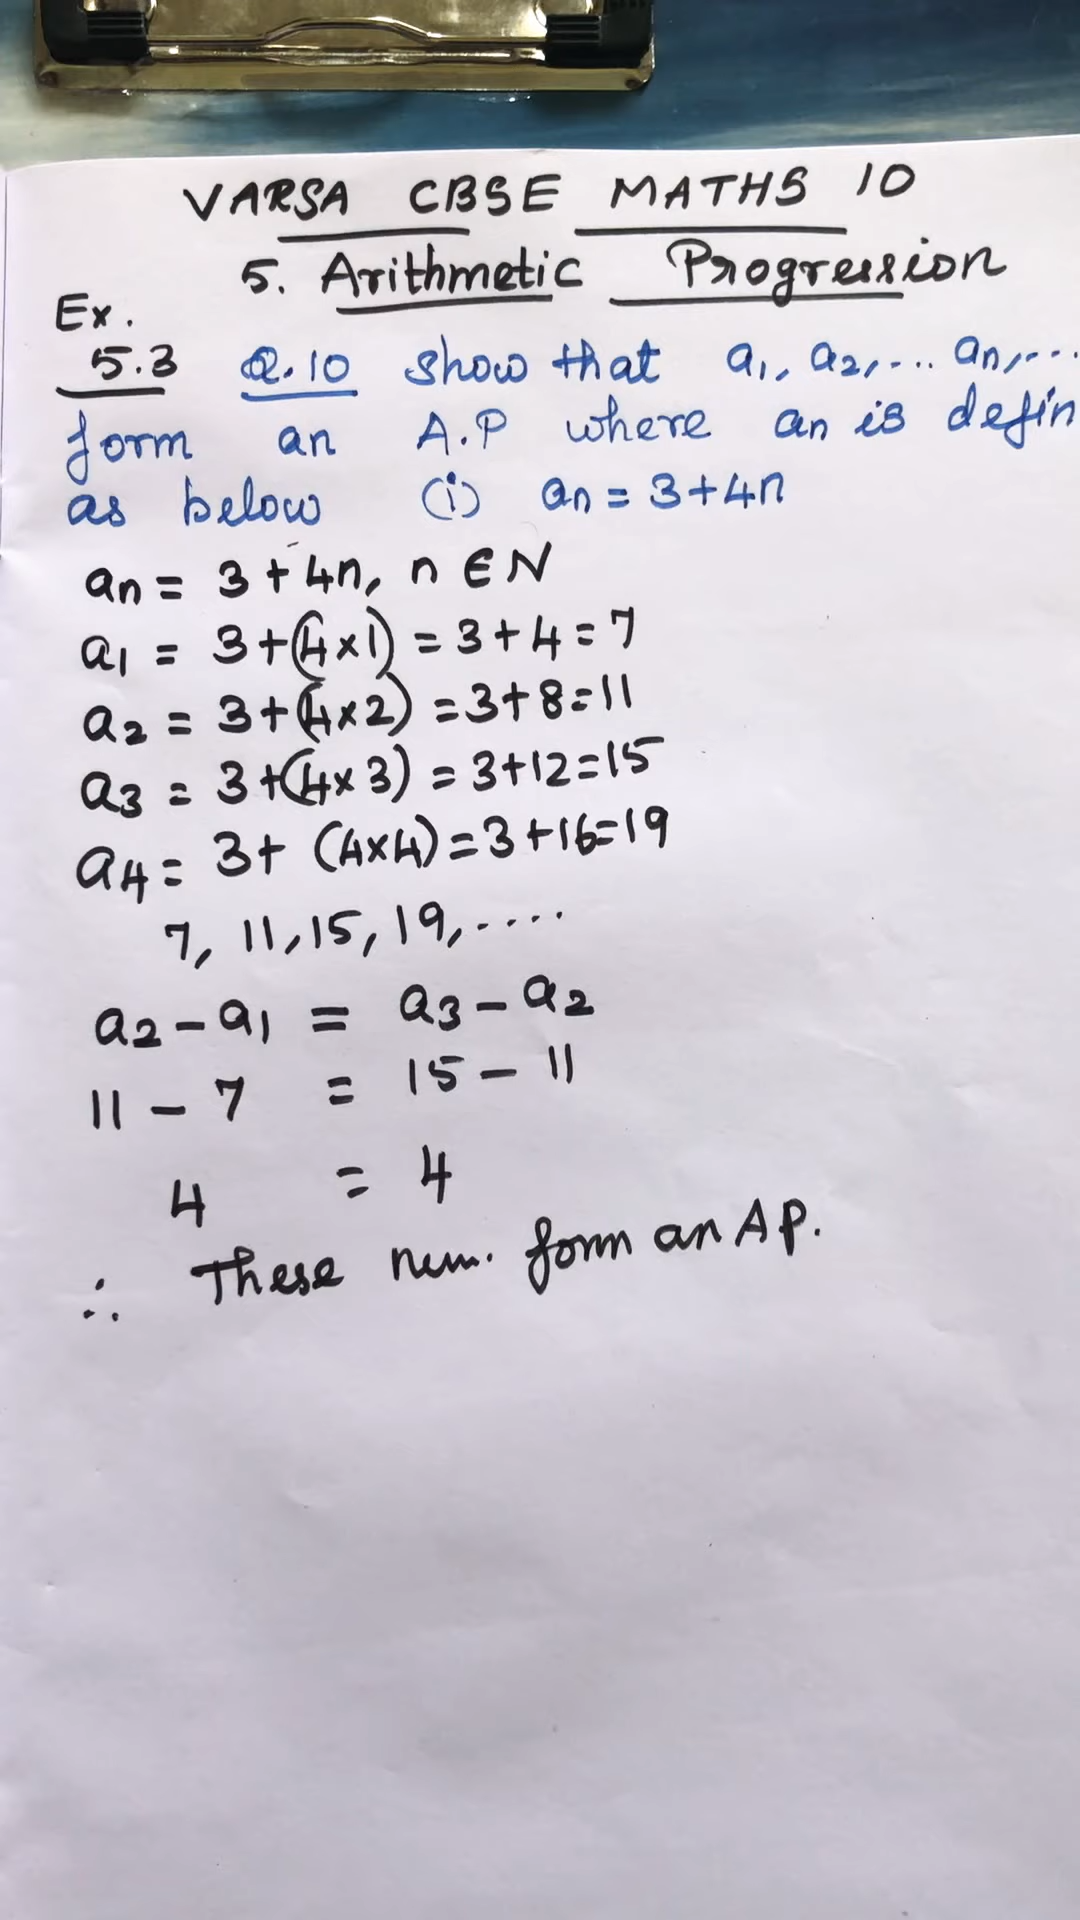 VARSA CBSE MATHS 10
5. Arithmetic Progression
Ex.
5.3 Q.10 show that a1, a2,... an,...
form an A.P where an is defin
as below (i) an = 3+4n
an = 3+4n, n ∈ N
a1 = 3+(4×1) = 3+4=7
a2 = 3+(4×2) =3+8=11
a3 = 3+(4×3) = 3+12=15
a4= 3+ (4×4)=3+16=19
7, 11,15, 19,.....
a2-a1 = a3-a2
11 - 7 = 15 - 11
4 = 4
∴ These num. form an AP.